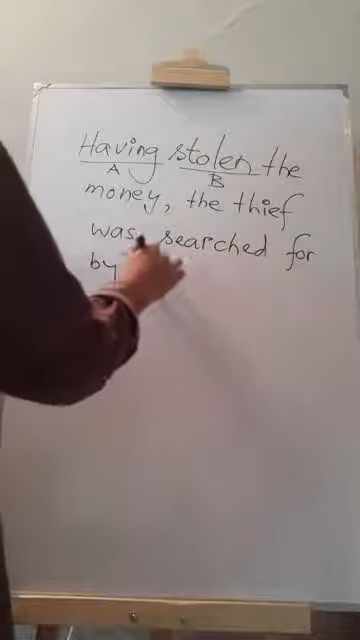 Having stolen the
A B
money, the thief
was searched for
by